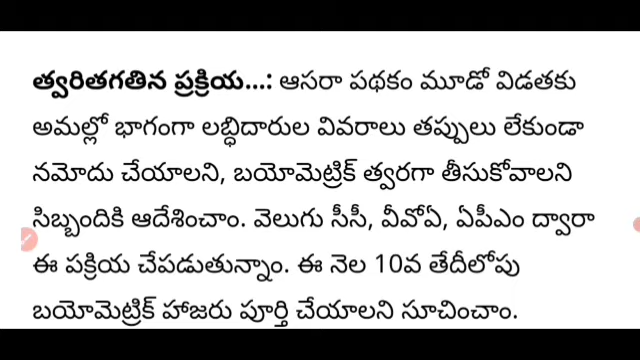 త్వరితగతిన ప్రక్రియ...: ఆసరా పథకం మూడో విడతకు
అమల్లో భాగంగా లబ్ధిదారుల వివరాలు తప్పులు లేకుండా
నమోదు చేయాలని, బయోమెట్రిక్ త్వరగా తీసుకోవాలని
సిబ్బందికి ఆదేశించాం. వెలుగు సీసీ, వీవోఏ, ఏపీఎం ద్వారా
ఈ పక్రియ చేపడుతున్నాం. ఈ నెల 10వ తేదీలోపు
బయోమెట్రిక్ హాజరు పూర్తి చేయాలని సూచించాం.